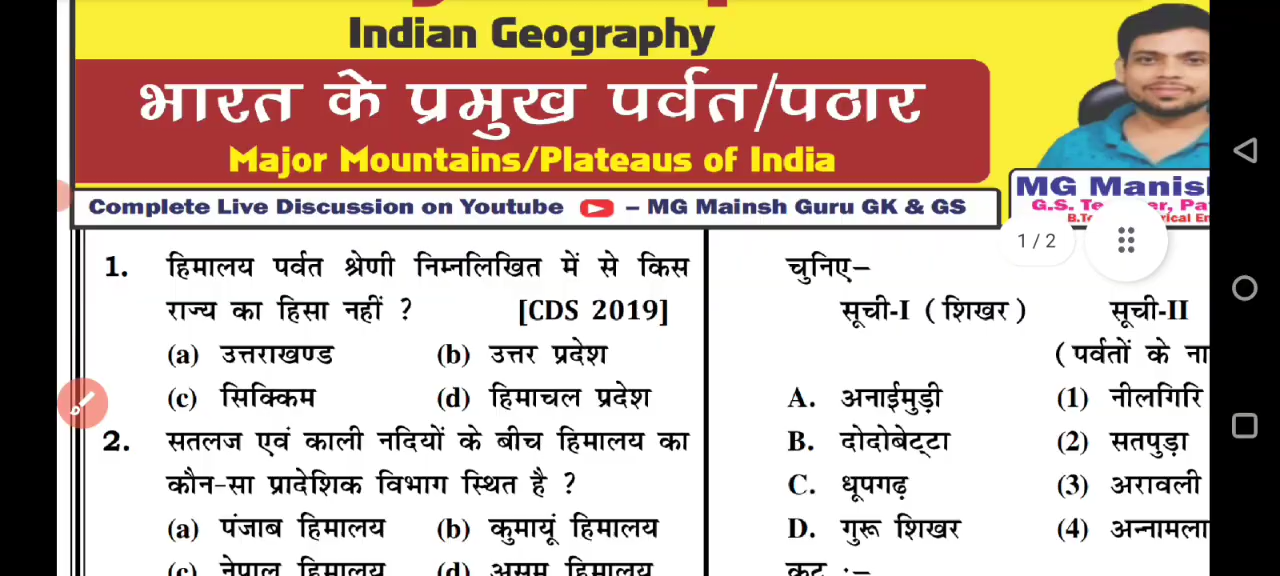 Indian Geography
भारत के प्रमुख पर्वत/पठार
Major Mountains/Plateaus of India
Complete Live Discussion on Youtube – MG Mainsh Guru GK & GS
MG Manis
G.S.
1/2
1. हिमालय पर्वत श्रेणी निम्नलिखित में से किस
राज्य का हिसा नहीं ? [CDS 2019]
(a) उत्तराखण्ड (b) उत्तर प्रदेश
(c) सिक्किम (d) हिमाचल प्रदेश
2. सतलज एवं काली नदियों के बीच हिमालय का
कौन-सा प्रादेशिक विभाग स्थित है ?
(a) पंजाब हिमालय (b) कुमायूं हिमालय
(c) नेपाल हिमालय (d) असम हिमालय
चुनिए–
सूची-I (शिखर) सूची-II
(पर्वतों के ना
A. अनाईमुड़ी (1) नीलगिरि
B. दोदोबेट्टा (2) सतपुड़ा
C. धूपगढ़ (3) अरावली
D. गुरू शिखर (4) अन्नामला
कूट :–